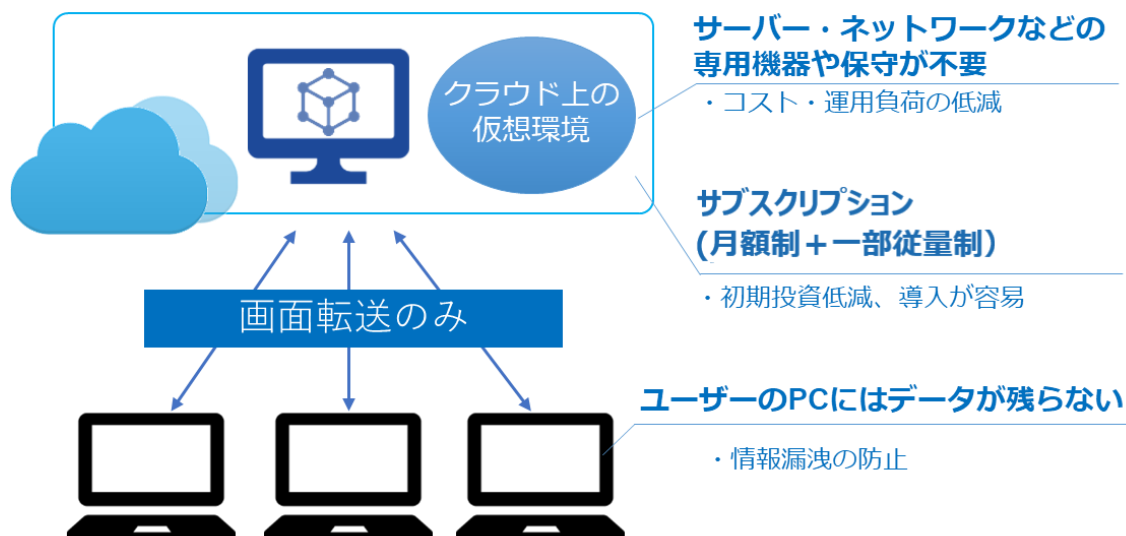 サーバー・ネットワークなどの
専用機器や保守が不要
・コスト・運用負荷の低減
クラウド上の
仮想環境
サブスクリプション
(月額制＋一部従量制）
・初期投資低減、導入が容易
画面転送のみ
ユーザーのPCにはデータが残らない
・情報漏洩の防止